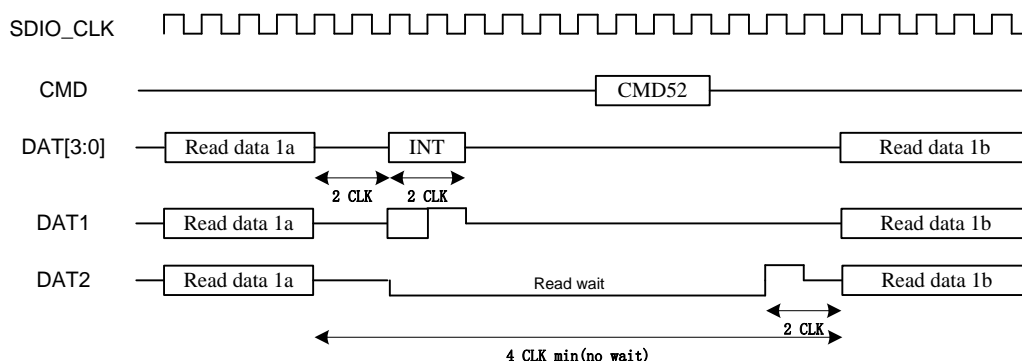 SDIO_CLK
CMD
CMD52
DAT[3:0]
Read data 1a
INT
Read data 1b
2 CLK
2 CLK
DAT1
Read data 1a
Read data 1b
DAT2
Read data 1a
Read wait
Read data 1b
2 CLK
4 CLK min(no wait)